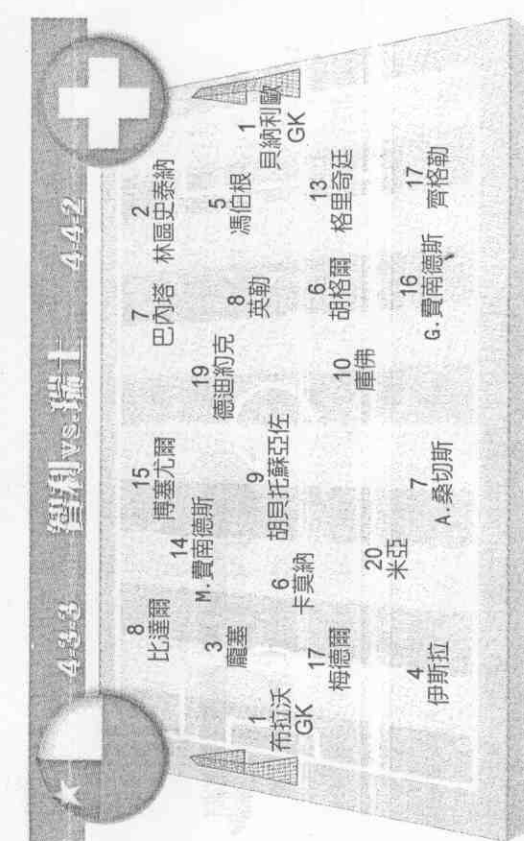 4-3-3 智利vs.瑞士 4-4-2
8
比達爾
3
龐塞
1
布拉沃
GK
17
梅德爾
4
伊斯拉
14
M.費南德斯
6
卡莫納
20
米亞
15
博塞尤爾
9
胡貝托蘇亞佐
7
A.桑切斯
19
德迪約克
10
庫佛
7
巴內塔
8
英勒
6
胡格爾
16
G.費南德斯
2
林區史泰納
5
馮伯根
13
格里奇廷
17
齊格勒
1
貝納利歐
GK